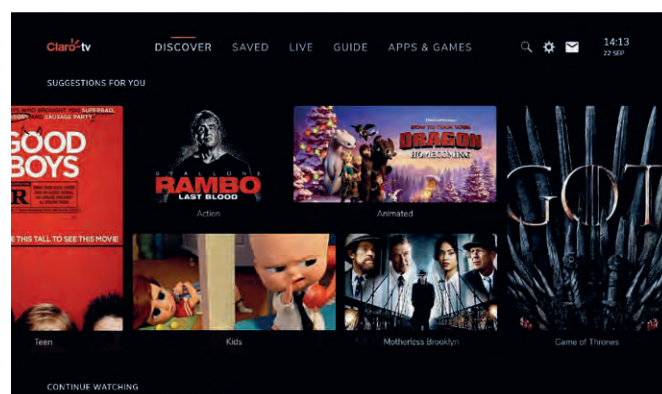 Claro-tv
DISCOVER SAVED LIVE GUIDE APPS & GAMES
14:13
22 SEP
SUGGESTIONS FOR YOU
GOOD
BOYS
R
E THIS TALL TO SEE THIS MOVIE
Teen
STALLONE
RAMBO
LAST BLOOD
Action
HOW TO TRAIN YOUR
DRAGON
HOMECOMING
Animated
Kids
Motherless Brooklyn
GOT
Game of Thrones
CONTINUE WATCHING